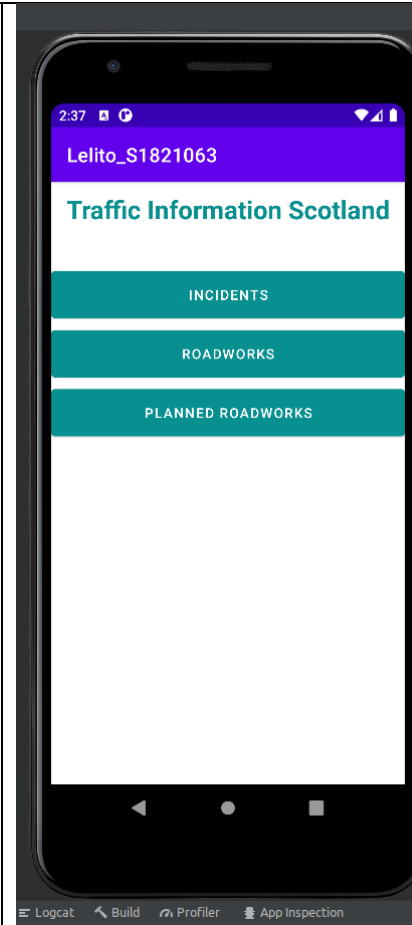 2:37
Lelito_S1821063
Traffic Information Scotland
INCIDENTS
ROADWORKS
PLANNED ROADWORKS
Logcat Build Profiler App Inspection